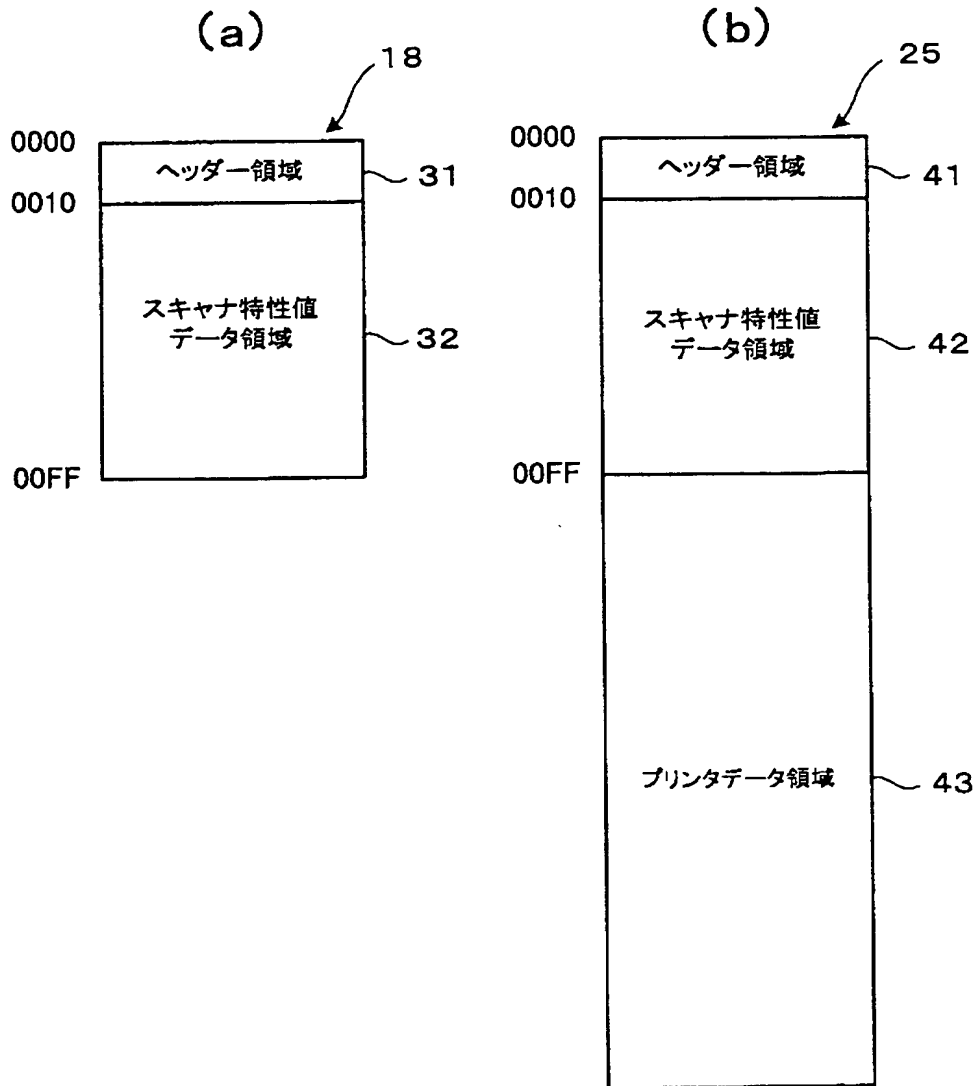 (a)
18
0000
ヘッダー領域
31
0010
スキャナ特性値
データ領域
32
00FF
(b)
25
0000
ヘッダー領域
41
0010
スキャナ特性値
データ領域
42
00FF
プリンタデータ領域
43